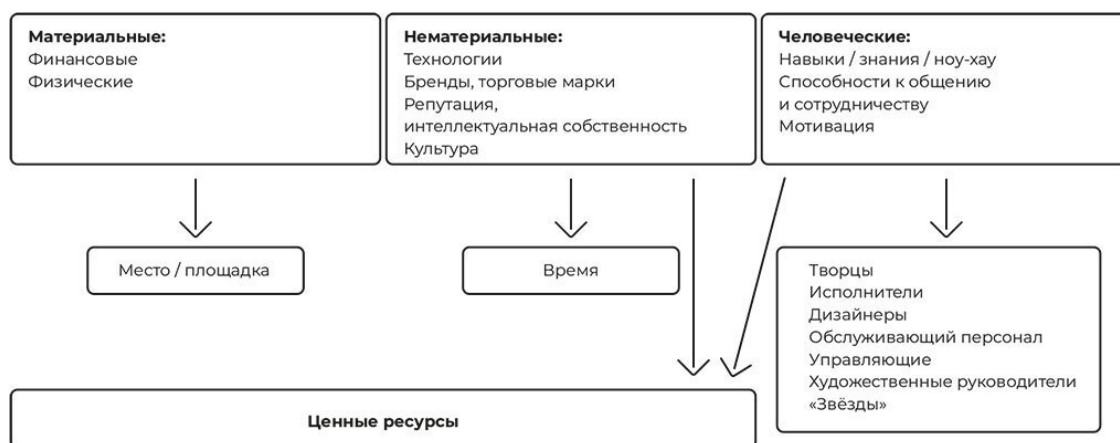 Материальные:
Финансовые
Физические
Нематериальные:
Технологии
Бренды, торговые марки
Репутация,
интеллектуальная собственность
Культура
Человеческие:
Навыки / знания / ноу-хау
Способности к общению
и сотрудничеству
Мотивация
Место / площадка
Время
Творцы
Исполнители
Дизайнеры
Обслуживающий персонал
Управляющие
Художественные руководители
«Звёзды»
Ценные ресурсы